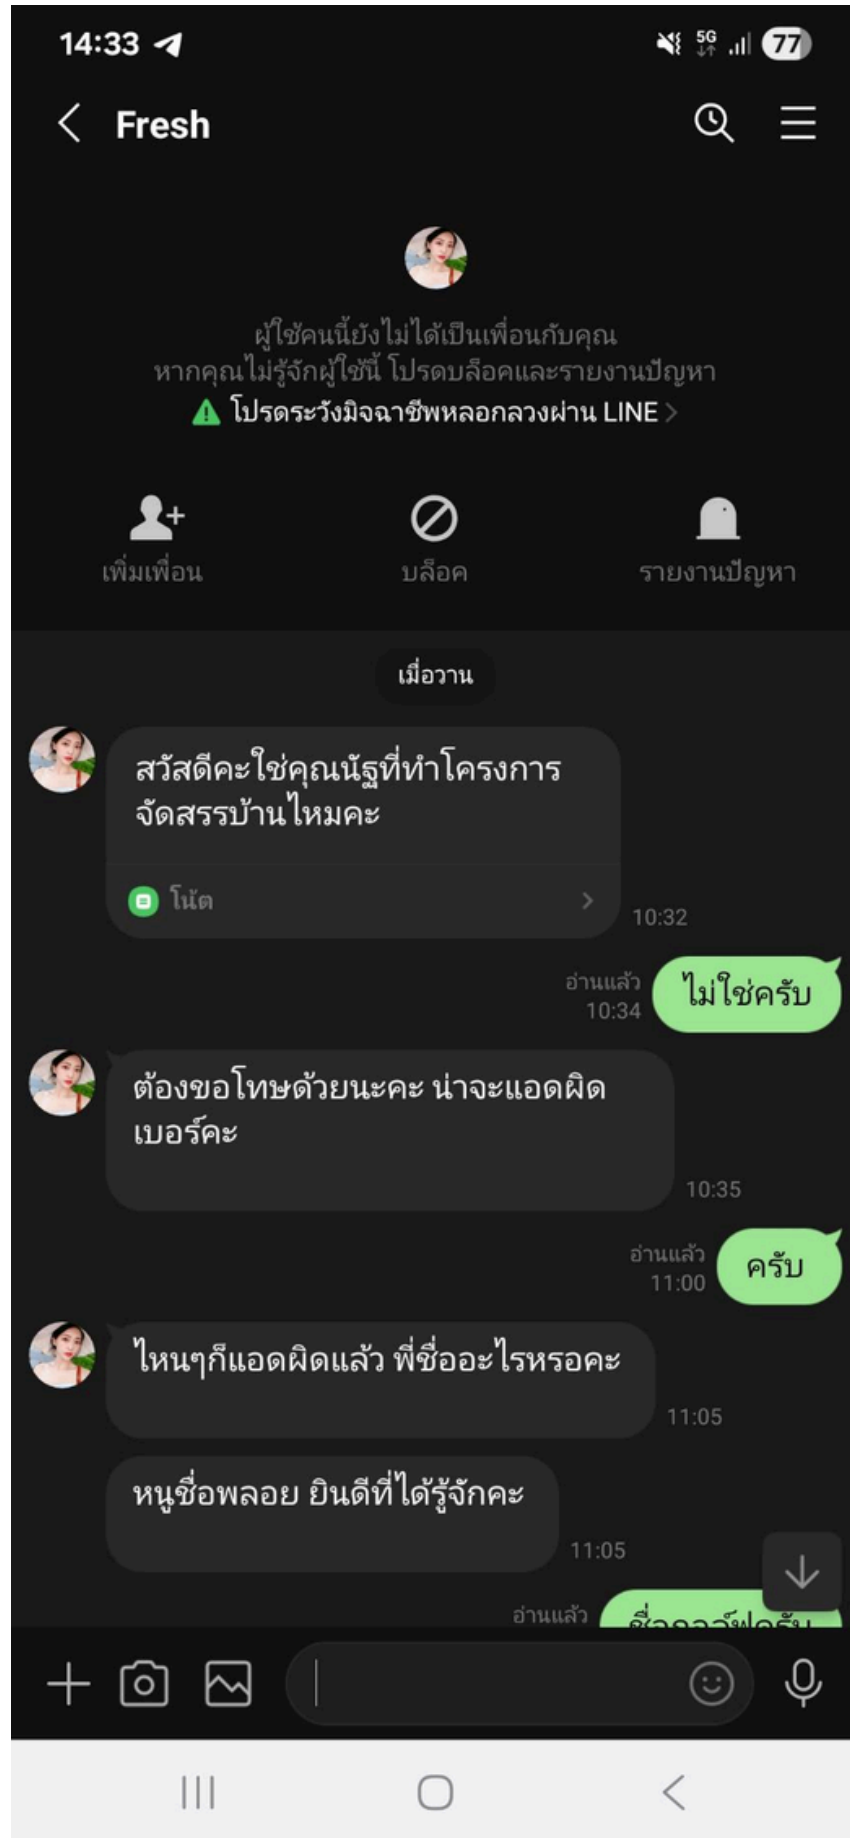 14:33
5G
77
Fresh
ผู้ใช้คนนี้ยังไม่ได้เป็นเพื่อนกับคุณ
หากคุณไม่รู้จักผู้ใช้นี้ โปรดบล็อคและรายงานปัญหา
โปรดระวังมิจฉาชีพหลอกลวงผ่าน LINE
เพิ่มเพื่อน
บล็อค
รายงานปัญหา
เมื่อวาน
สวัสดีคะใช่คุณนัฐที่ทำโครงการ
จัดสรรบ้านไหมคะ
โน้ต
10:32
อ่านแล้ว
10:34
ไม่ใช่ครับ
ต้องขอโทษด้วยนะคะ น่าจะแอดผิด
เบอร์คะ
10:35
อ่านแล้ว
11:00
ครับ
ไหนๆก็แอดผิดแล้ว พี่ชื่ออะไรหรอคะ
11:05
หนูชื่อพลอย ยินดีที่ได้รู้จักคะ
11:05
อ่านแล้ว
ชื่อกอล์ฟครับ